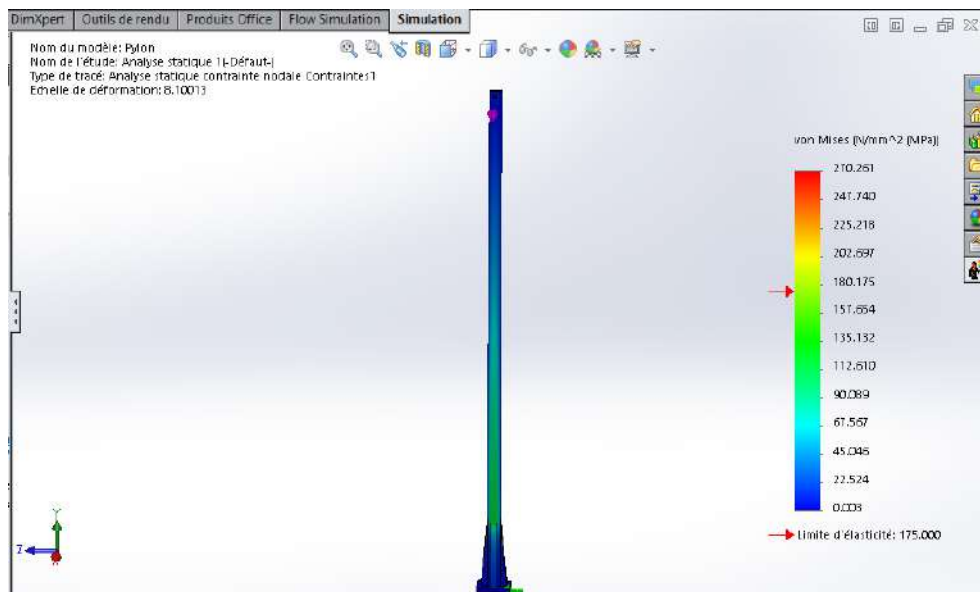 DimXpert Outils de rendu Produits Office Flow Simulation Simulation
Nom du modèle: Pylon
Nom de l'étude: Analyse statique 1(-Défaut-)
Type de tracé: Analyse statique contrainte nodale Contraintes1
Echelle de déformation: 8.10013
von Mises (N/mm^2 (MPa))
270.261
247.740
225.218
202.697
180.175
157.654
135.132
112.610
90.089
67.567
45.046
22.524
0.003
Limite d'élasticité: 175.000
Y
Z